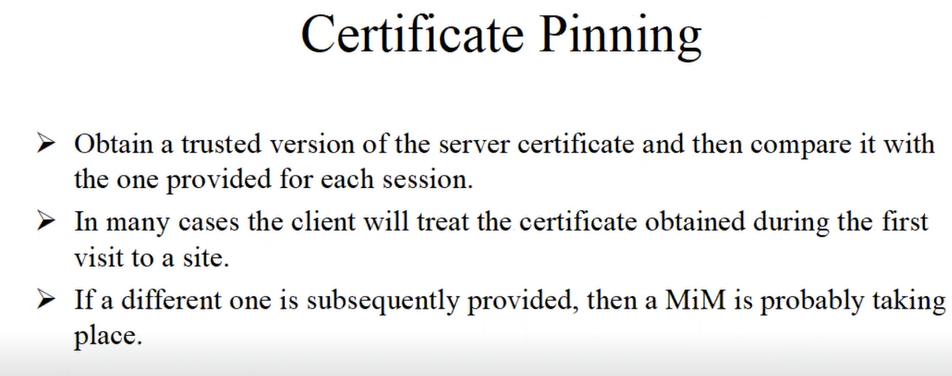 Certificate Pinning
➢ Obtain a trusted version of the server certificate and then compare it with
the one provided for each session.
➢ In many cases the client will treat the certificate obtained during the first
visit to a site.
➢ If a different one is subsequently provided, then a MiM is probably taking
place.